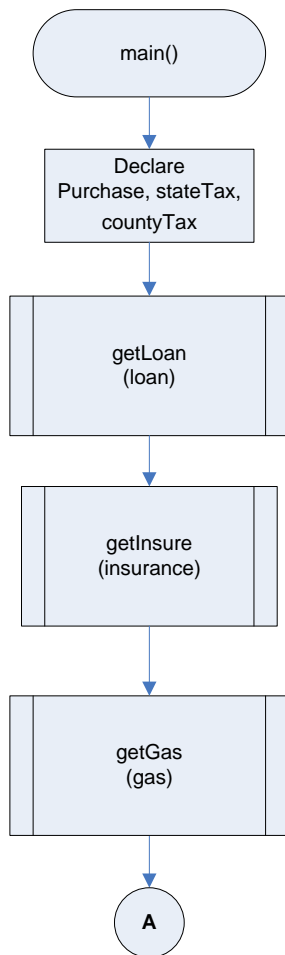 main()
Declare
Purchase, stateTax,
countyTax
getLoan
(loan)
getInsure
(insurance)
getGas
(gas)
A